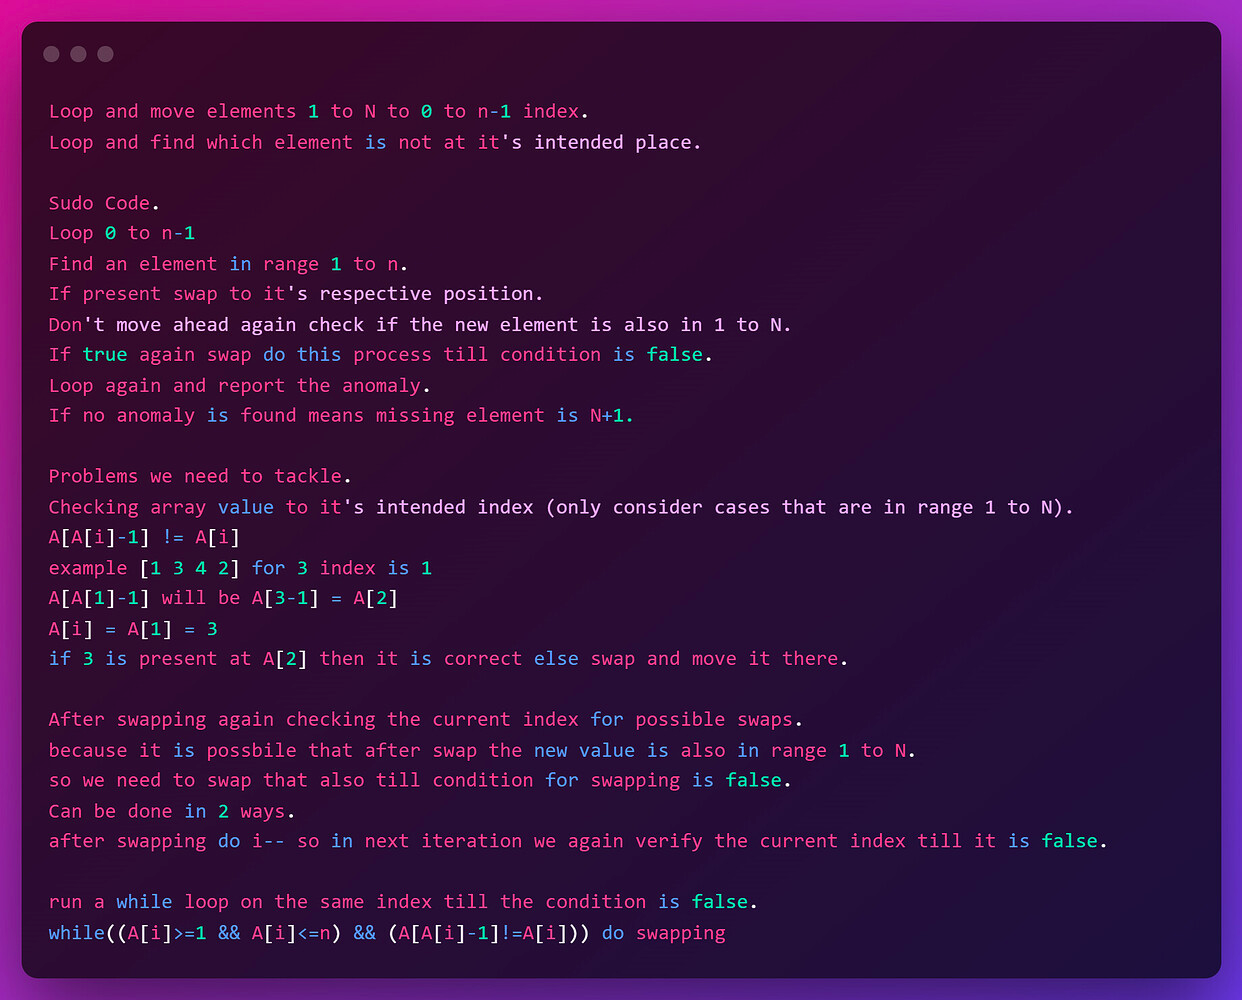 Loop and move elements 1 to N to 0 to n-1 index.
Loop and find which element is not at it's intended place.
Sudo Code.
Loop 0 to n-1
Find an element in range 1 to n.
If present swap to it's respective position.
Don't move ahead again check if the new element is also in 1 to N.
If true again swap do this process till condition is false.
Loop again and report the anomaly.
If no anomaly is found means missing element is N+1.
Problems we need to tackle.
Checking array value to it's intended index (only consider cases that are in range 1 to N).
A[A[i]-1] != A[i]
example [1 3 4 2] for 3 index is 1
A[A[1]-1] will be A[3-1] = A[2]
A[i] = A[1] = 3
if 3 is present at A[2] then it is correct else swap and move it there.
After swapping again checking the current index for possible swaps.
because it is possbile that after swap the new value is also in range 1 to N.
so we need to swap that also till condition for swapping is false.
Can be done in 2 ways.
after swapping do i-- so in next iteration we again verify the current index till it is false.
run a while loop on the same index till the condition is false.
while((A[i]>=1 && A[i]<=n) && (A[A[i]-1]!=A[i])) do swapping